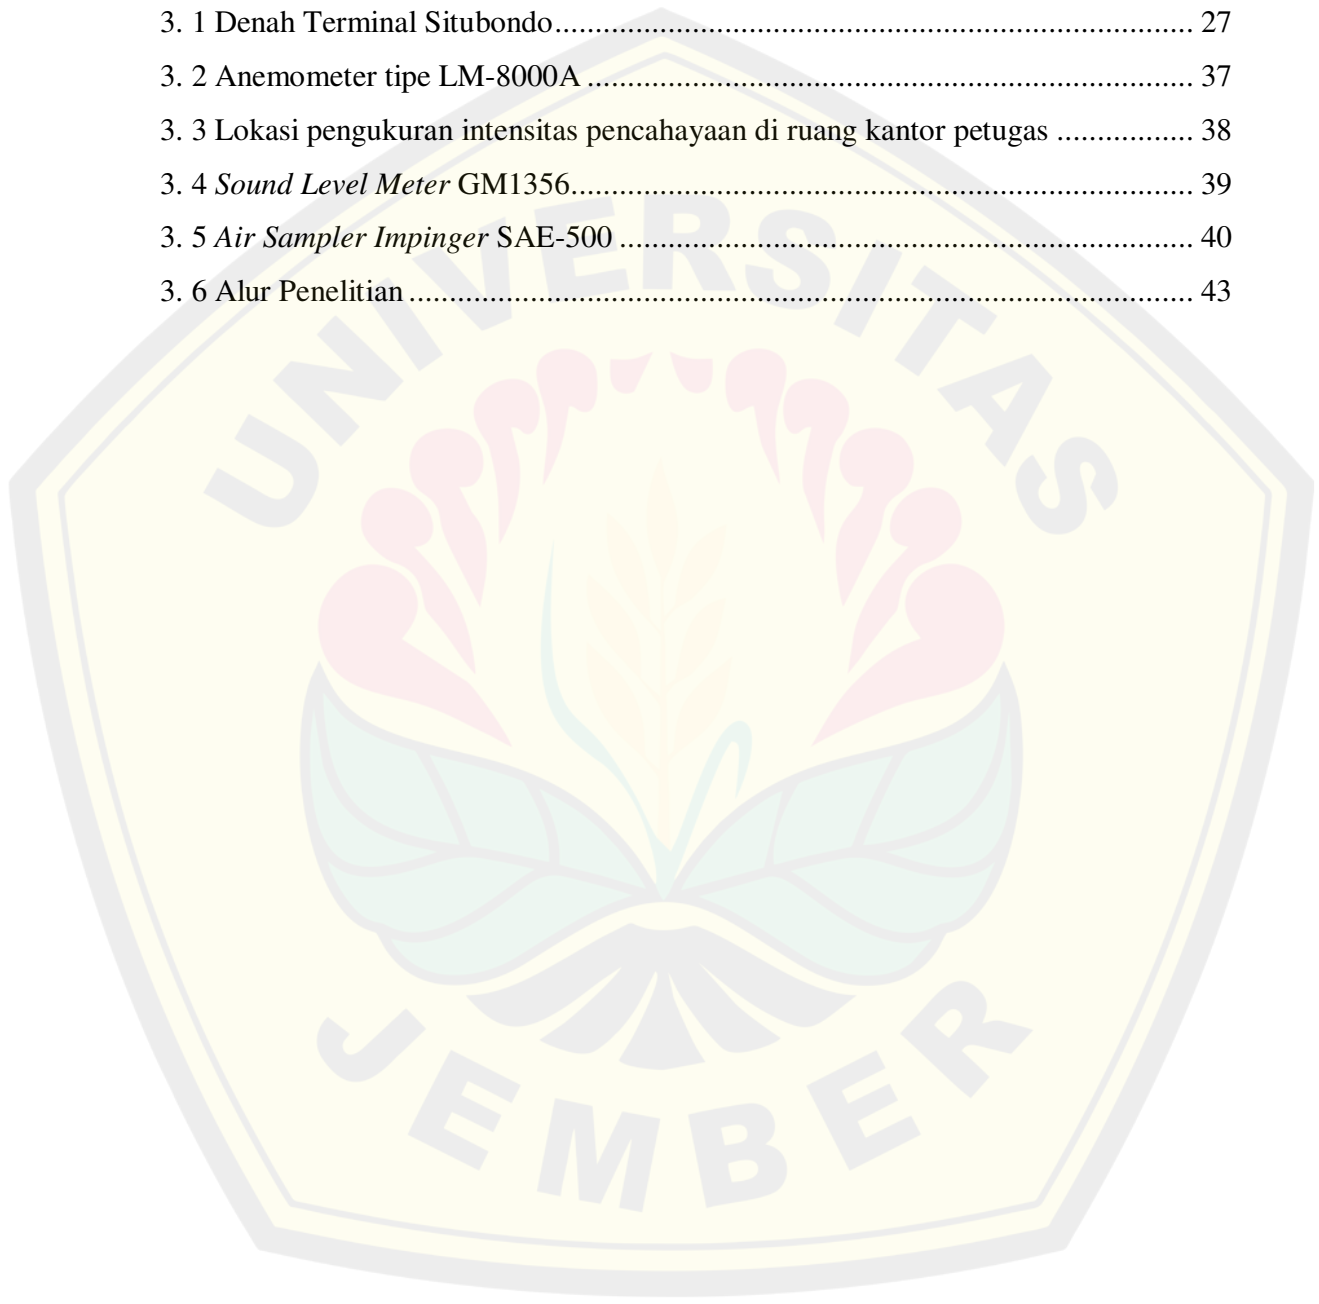 3. 1 Denah Terminal Situbondo.................................................................................... 27
3. 2 Anemometer tipe LM-8000A ................................................................................ 37
3. 3 Lokasi pengukuran intensitas pencahayaan di ruang kantor petugas .................. 38
3. 4 Sound Level Meter GM1356.................................................................................. 39
3. 5 Air Sampler Impinger SAE-500 ............................................................................ 40
3. 6 Alur Penelitian ....................................................................................................... 43
UNIVERSITAS
JEMBER